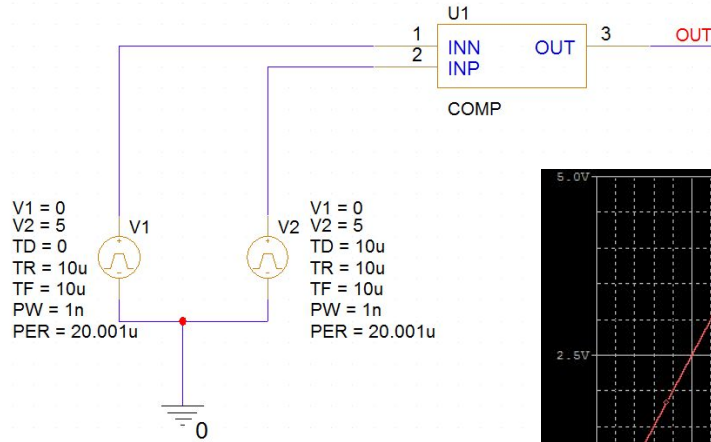 U1
1
INN
OUT
3
OUT
2
INP
COMP
V1 = 0
V2 = 5
TD = 0
TR = 10u
TF = 10u
PW = 1n
PER = 20.001u
V1
V2
V1 = 0
V2 = 5
TD = 10u
TR = 10u
TF = 10u
PW = 1n
PER = 20.001u
0
5.0V
2.5V